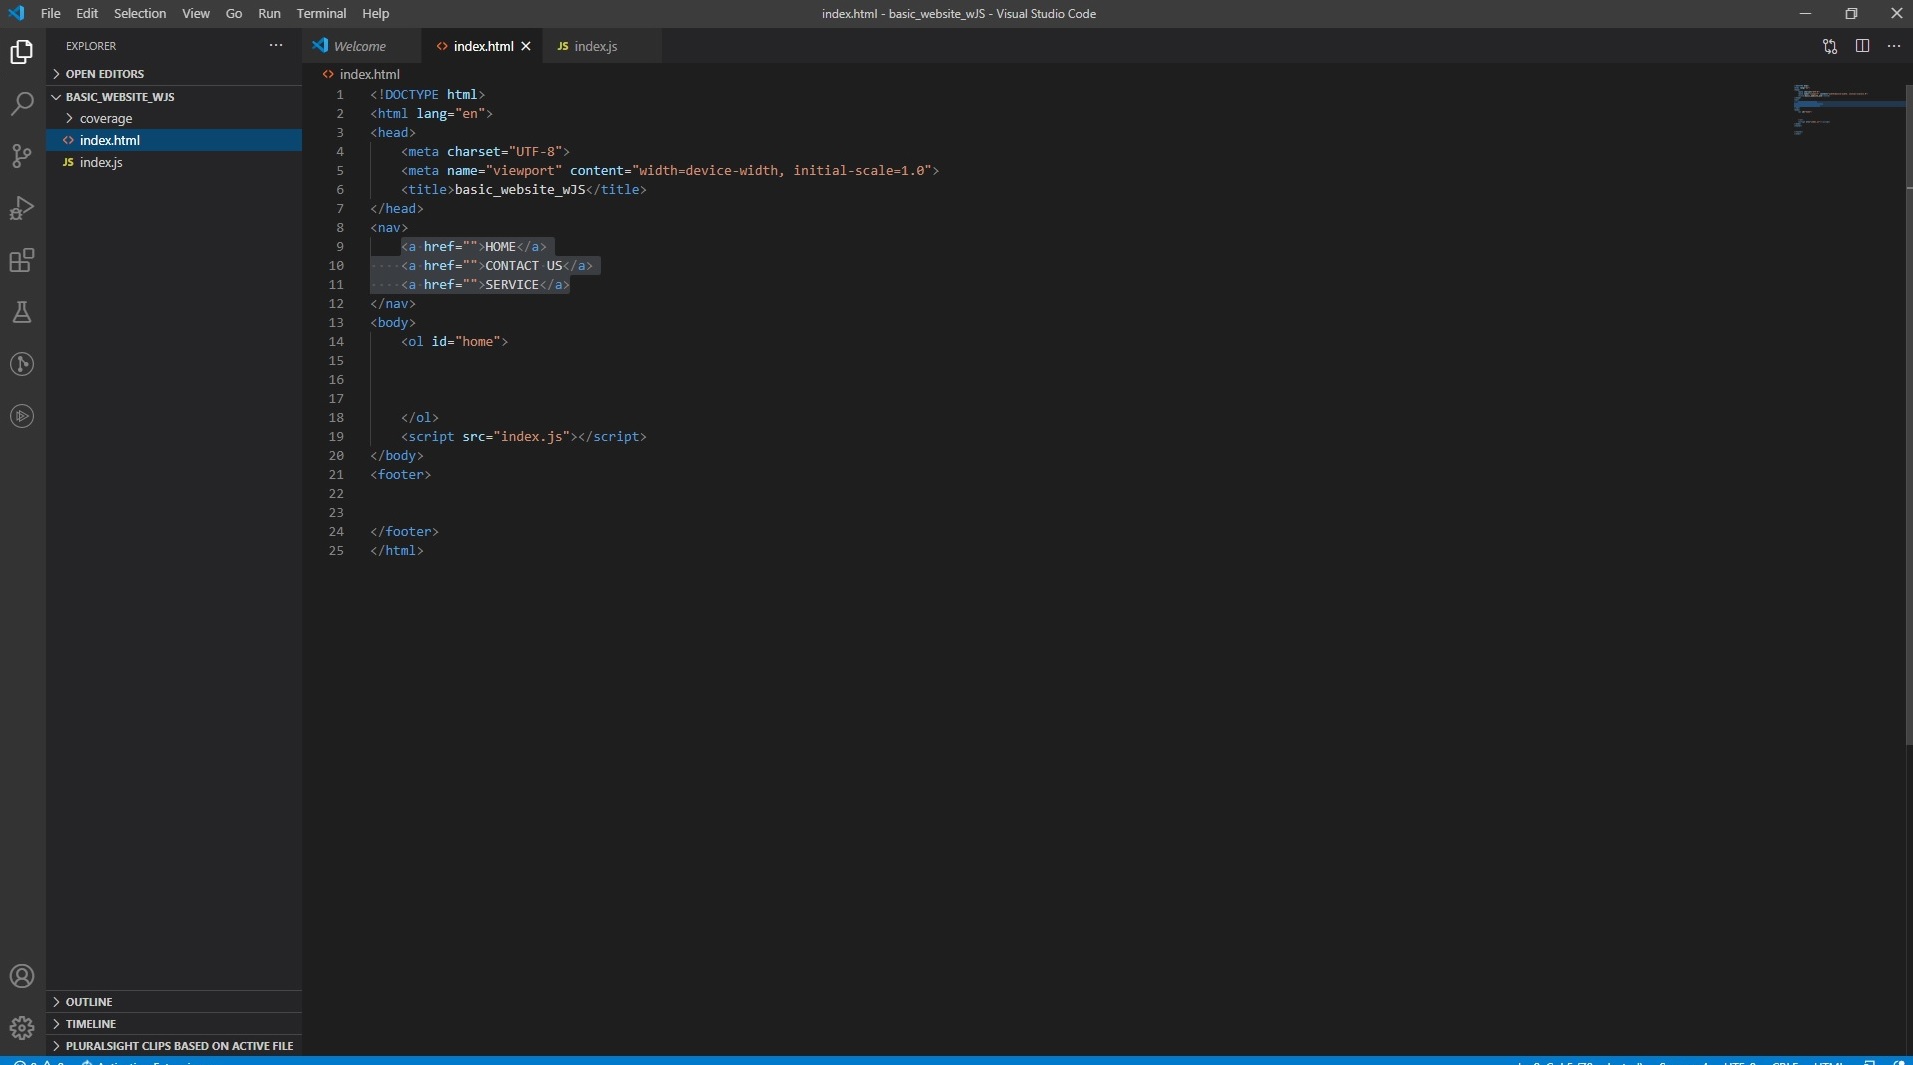 File Edit Selection View Go Run Terminal Help index.html - basic_website_wJS - Visual Studio Code
EXPLORER
OPEN EDITORS
BASIC_WEBSITE_WJS
coverage
<> index.html
JS index.js
OUTLINE
TIMELINE
PLURALSIGHT CLIPS BASED ON ACTIVE FILE
Welcome <> index.html JS index.js
<> index.html
1 <!DOCTYPE html>
2 <html lang="en">
3 <head>
4 <meta charset="UTF-8">
5 <meta name="viewport" content="width=device-width, initial-scale=1.0">
6 <title>basic_website_wJS</title>
7 </head>
8 <nav>
9 <a href="">HOME</a>
10 <a href="">CONTACT US</a>
11 <a href="">SERVICE</a>
12 </nav>
13 <body>
14 <ol id="home">
15
16
17
18 </ol>
19 <script src="index.js"></script>
20 </body>
21 <footer>
22
23
24 </footer>
25 </html>